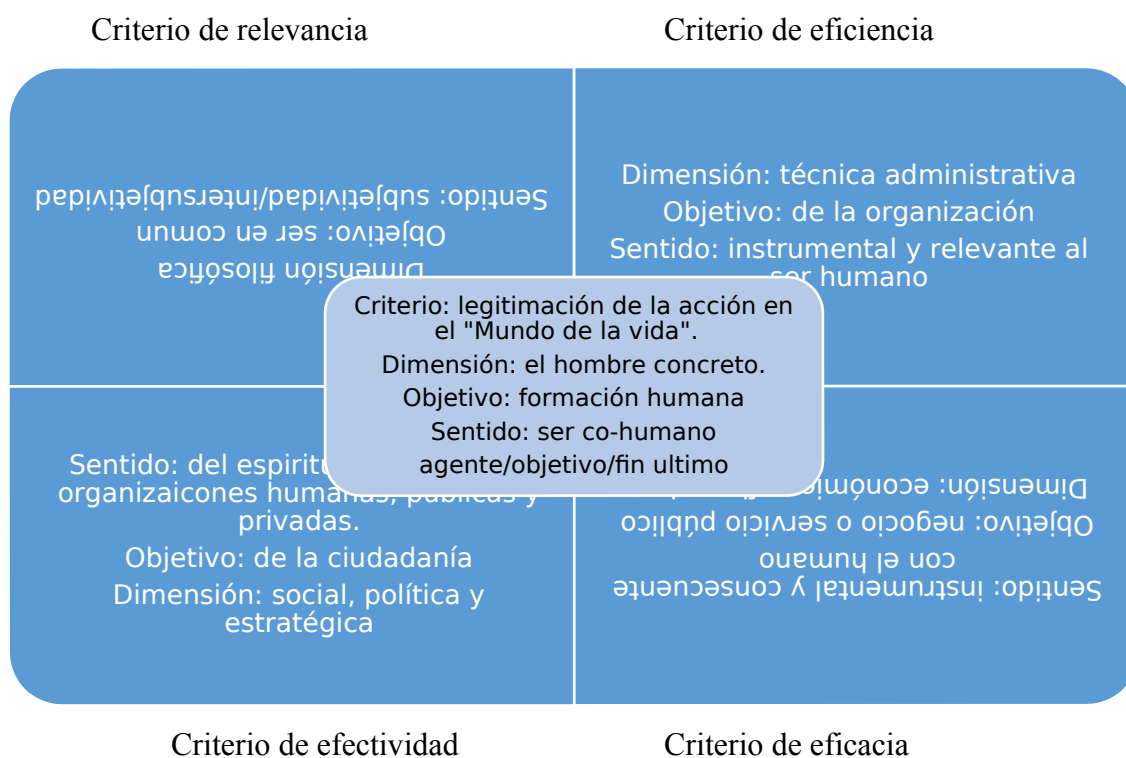 Criterio de relevancia
Criterio de eficiencia
Dimensión filosófica
Objetivo: ser en comun
Sentido: subjetividad/intersubjetividad
Dimensión: técnica administrativa
Objetivo: de la organización
Sentido: instrumental y relevante al
ser humano
Criterio: legitimación de la acción en
el "Mundo de la vida".
Dimensión: el hombre concreto.
Objetivo: formación humana
Sentido: ser co-humano
agente/objetivo/fin ultimo
Sentido: del
organizaicones humanas, públicas y
privadas.
Objetivo: de la ciudadanía
Dimensión: social, política y
estratégica
Sentido: instrumental y consecuente
con el humano
Objetivo: negocio o servicio público
Dimensión:
Criterio de efectividad
Criterio de eficacia